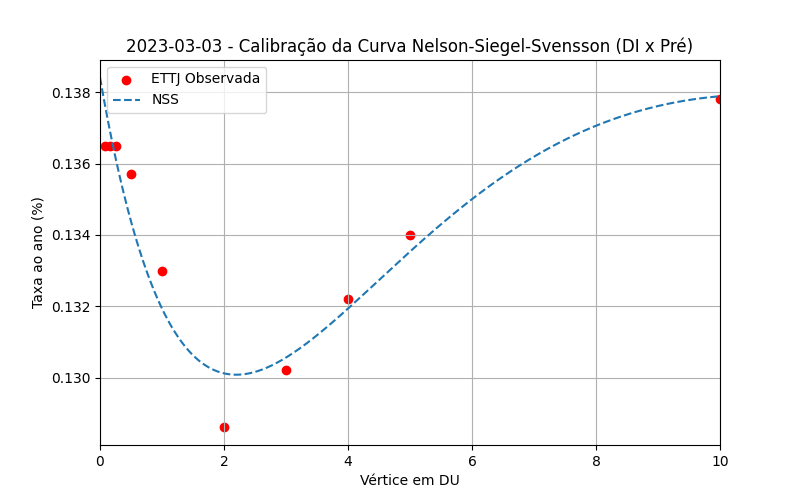 2023-03-03 - Calibração da Curva Nelson-Siegel-Svensson (DI x Pré)
ETTJ Observada
NSS
Taxa ao ano (%)
0.138
0.136
0.134
0.132
0.130
0
2
4
6
8
10
Vértice em DU